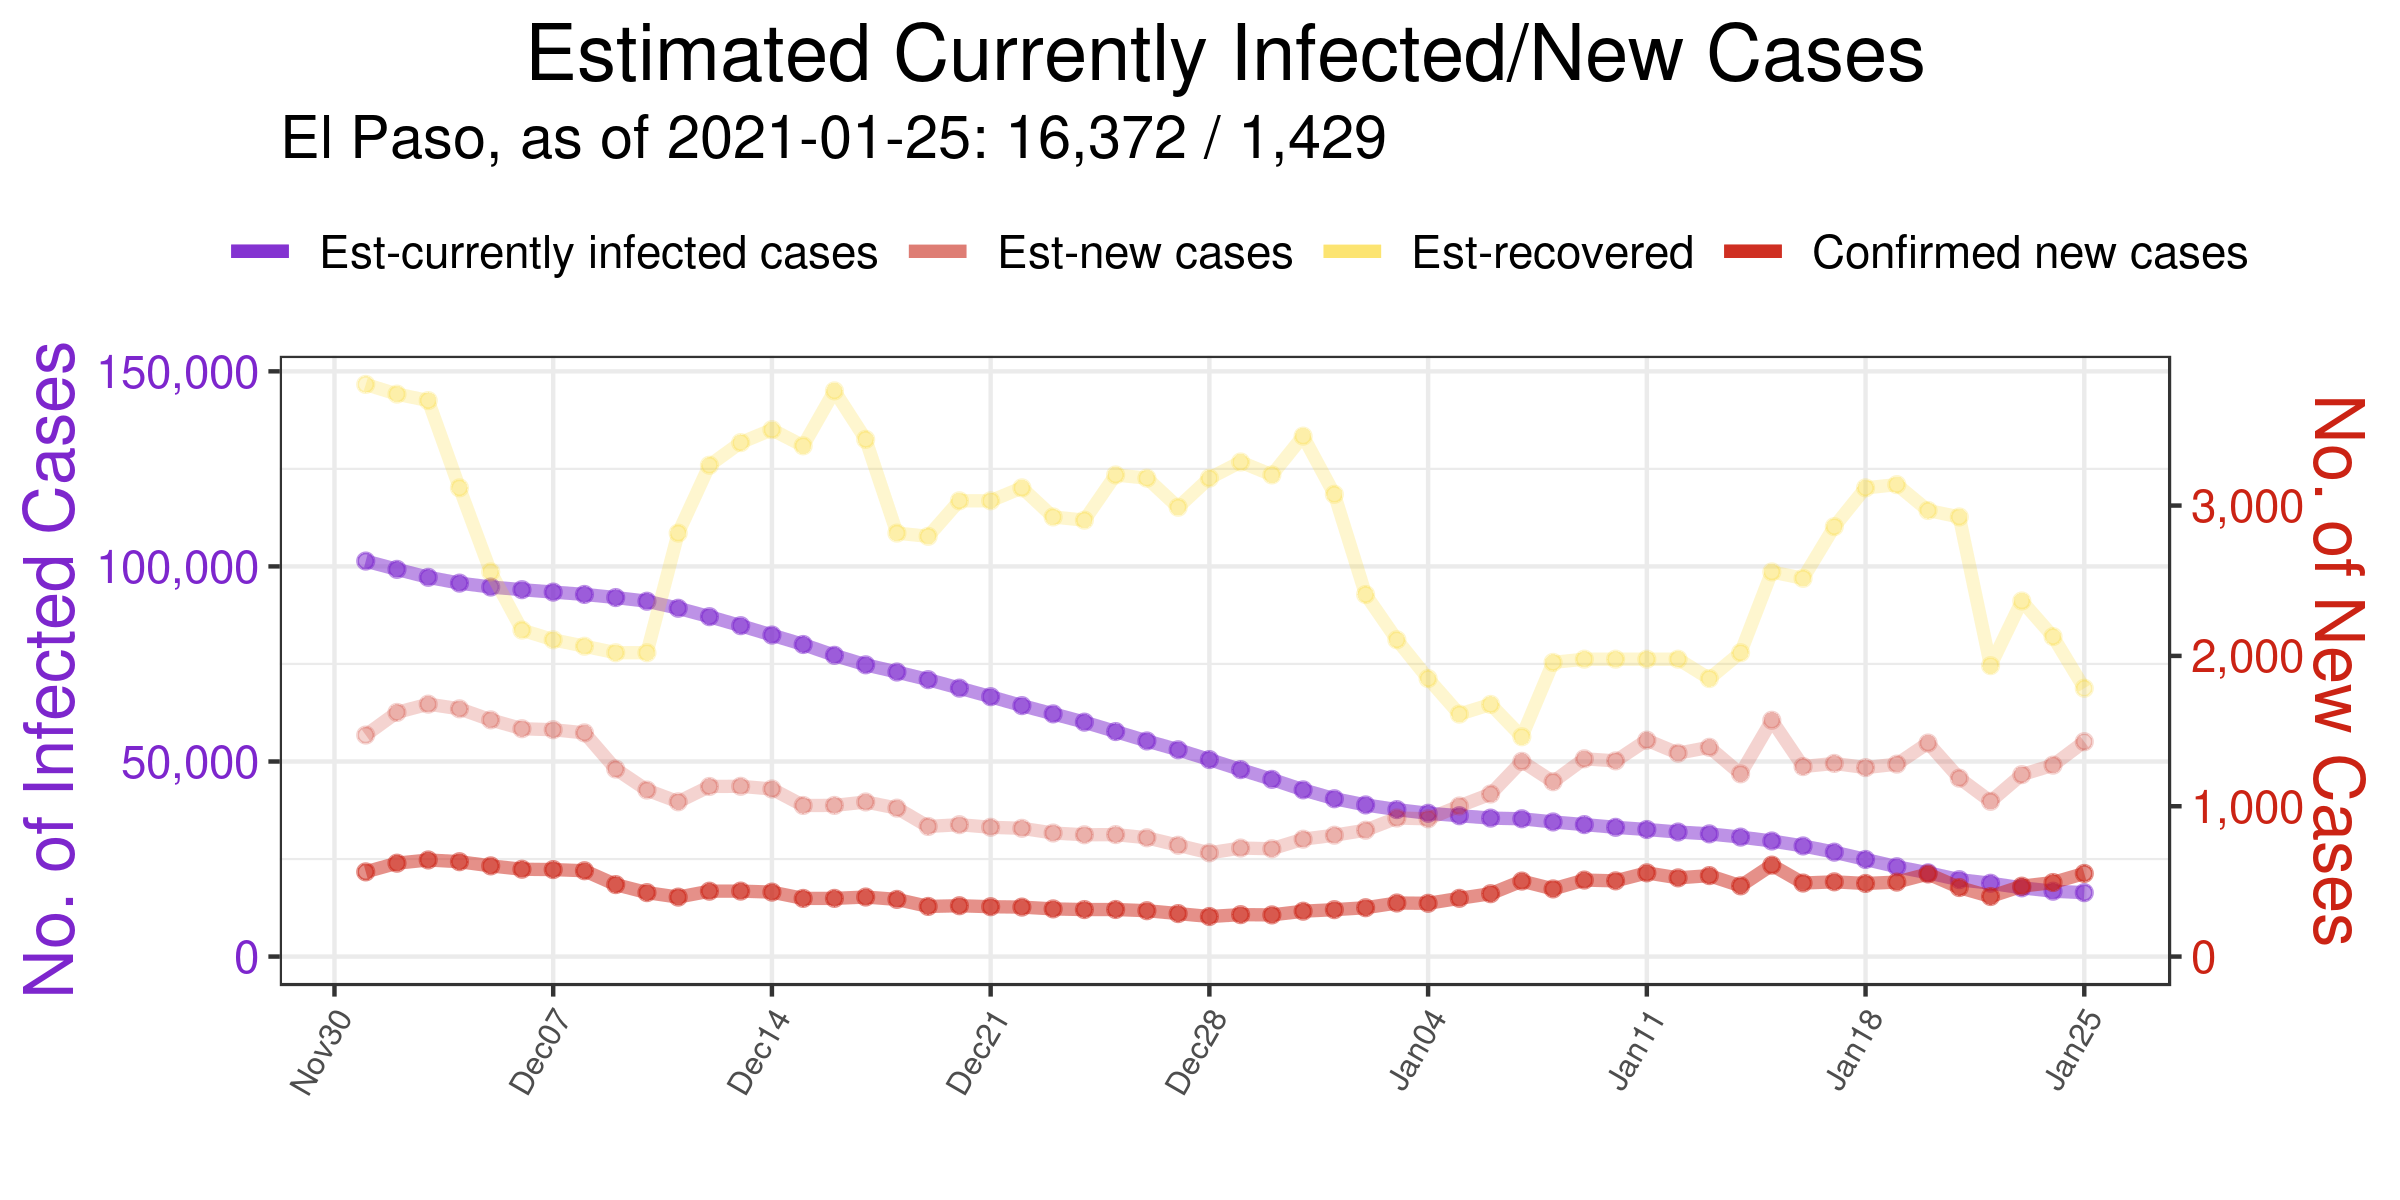 Estimated Currently Infected/New Cases
El Paso, as of 2021-01-25: 16,372 / 1,429
Est-currently infected cases Est-new cases Est-recovered Confirmed new cases
No. of Infected Cases
150,000
100,000
50,000
0
No. of New Cases
3,000
2,000
1,000
0
Nov30 Dec07 Dec14 Dec21 Dec28 Jan04 Jan11 Jan18 Jan25